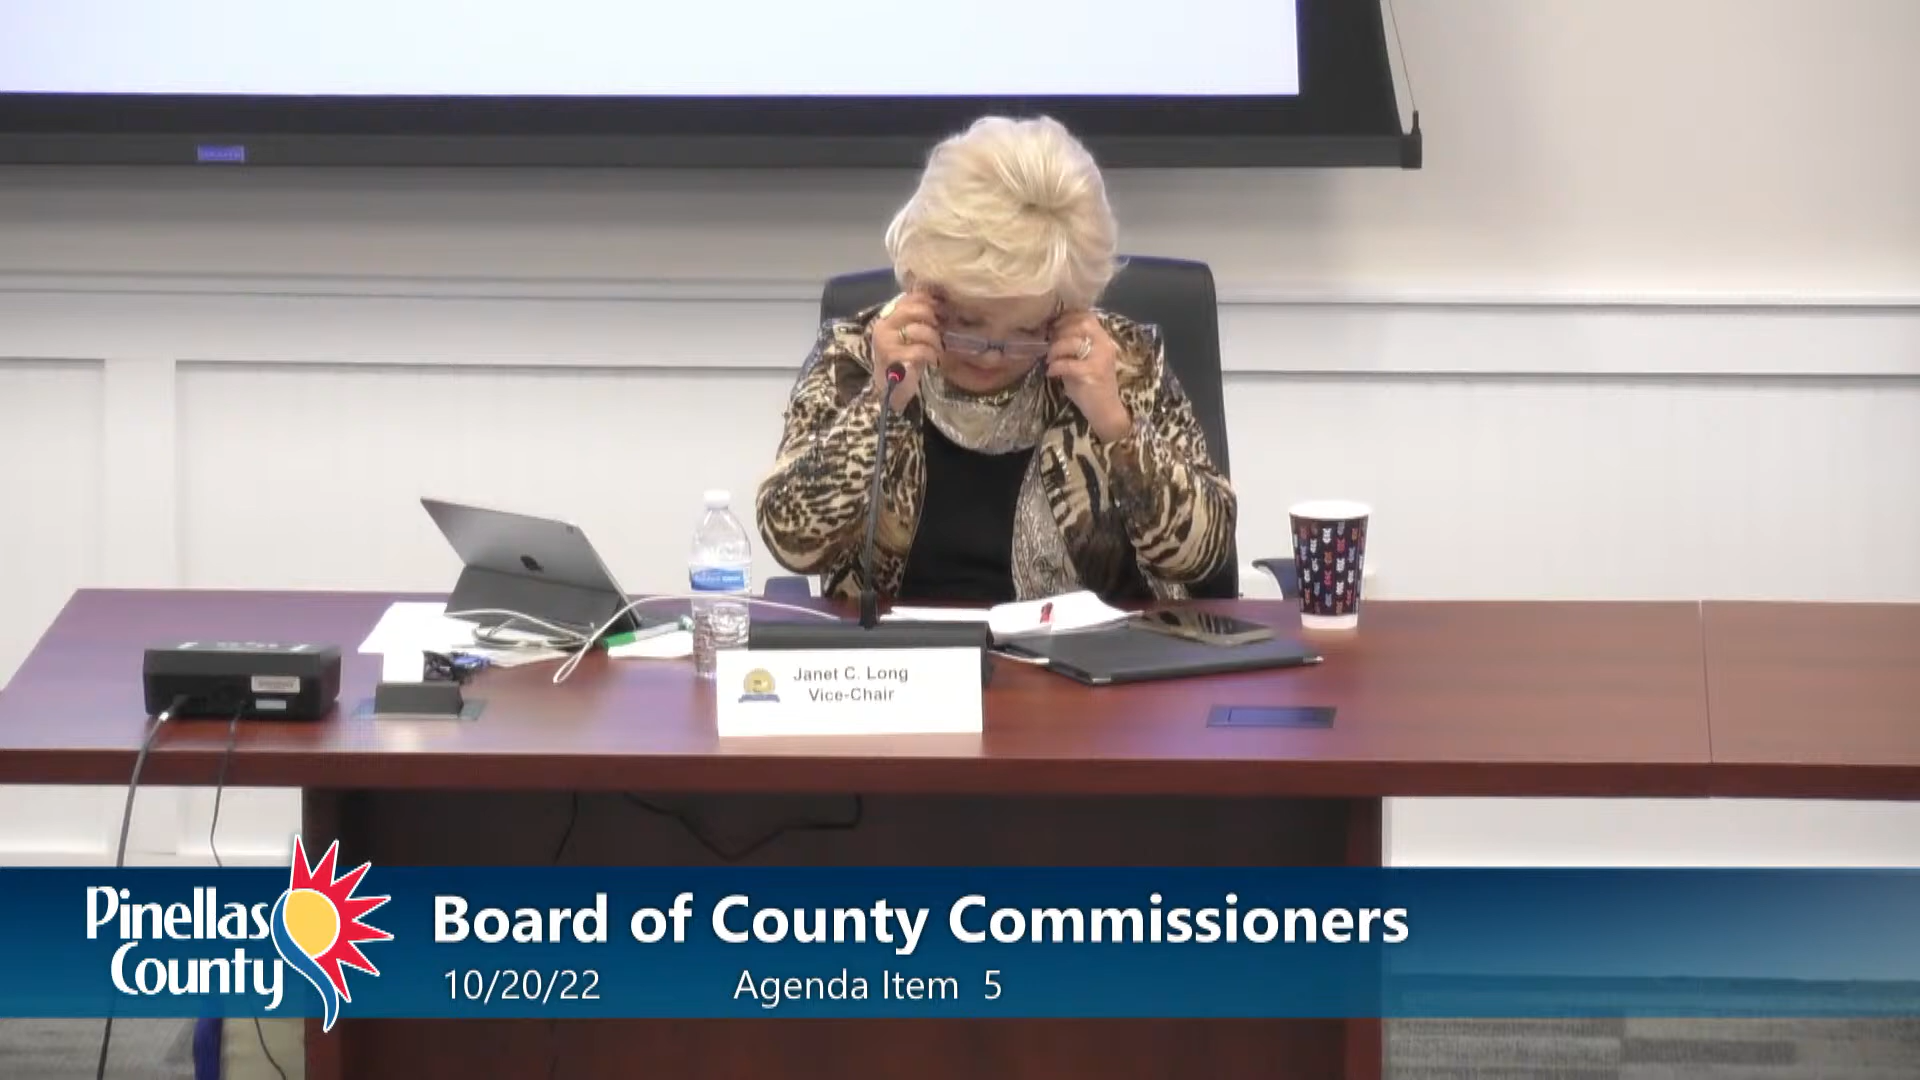 Janet C. Long
Vice-Chair
Pinellas
County
Board of County Commissioners
10/20/22 Agenda Item 5